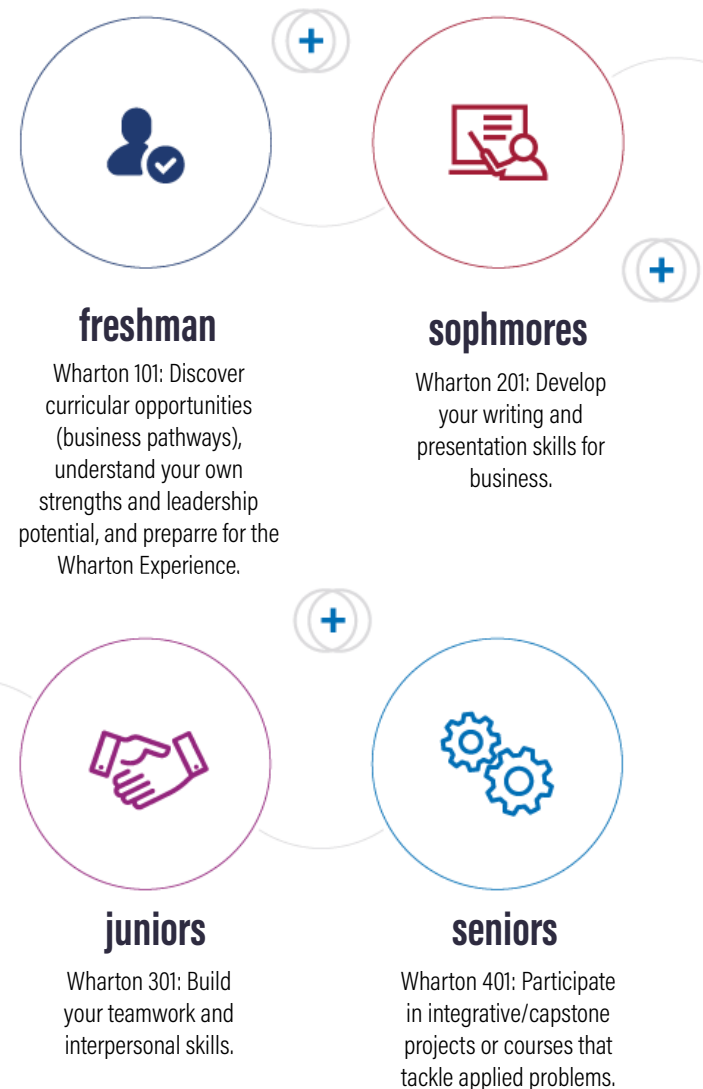 freshman
Wharton 101: Discover
curricular opportunities
(business pathways),
understand your own
strengths and leadership
potential, and preparre for the
Wharton Experience.
sophmores
Wharton 201: Develop
your writing and
presentation skills for
business.
juniors
Wharton 301: Build
your teamwork and
interpersonal skills.
seniors
Wharton 401: Participate
in integrative/capstone
projects or courses that
tackle applied problems.